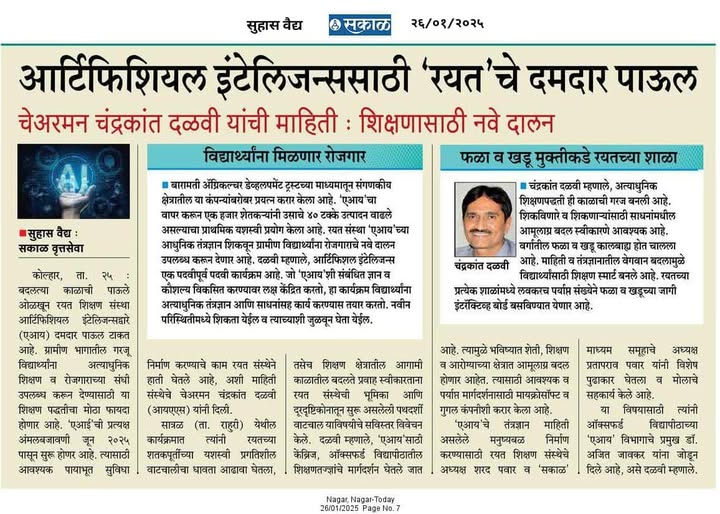 सुहास वैद्य
सकाळ
२६/०१/२०२५
आर्टिफिशियल इंटेलिजन्ससाठी ‘रयत’चे दमदार पाऊल
चेअरमन चंद्रकांत दळवी यांची माहिती : शिक्षणासाठी नवे दालन
AI
■ सुहास वैद्य :
सकाळ वृत्तसेवा
कोल्हार, ता. २५ :
बदलत्या काळाची पाऊले
ओळखून रयत शिक्षण संस्था
आर्टिफिशियल इंटेलिजन्सद्वारे
(एआय) दमदार पाऊल टाकत
आहे. ग्रामीण भागातील गरजू
विद्यार्थ्यांना अत्याधुनिक
शिक्षण व रोजगाराच्या संधी
उपलब्ध करून देण्यासाठी या
शिक्षण पद्धतीचा मोठा फायदा
होणार आहे. ‘एआई’ची प्रत्यक्ष
अंमलबजावणी जून २०२५
पासून सुरू होणार आहे. त्यासाठी
आवश्यक पायाभूत सुविधा
विद्यार्थ्यांना मिळणार रोजगार
■ बारामती अ‍ॅग्रिकल्चर डेव्हलपमेंट ट्रस्टच्या माध्यमातून संगणकीय
क्षेत्रातील या कंपन्यांबरोबर प्रयत्न करार केला आहे. ‘एआय’चा
वापर करून एक हजार शेतकऱ्यांनी उसाचे ४० टक्के उत्पादन वाढले
असल्याचा प्राथमिक यशस्वी प्रयोग केला आहे. रयत संस्था ‘एआय’च्या
आधुनिक तंत्रज्ञान शिकवून ग्रामीण विद्यार्थ्यांना रोजगाराचे नवे दालन
उपलब्ध करून देणार आहे. दळवी म्हणाले, आर्टिफिशल इंटेलिजेन्स
एक पदवीपूर्व पदवी कार्यक्रम आहे. जो ‘एआय’शी संबंधित ज्ञान व
कौशल्य विकसित करण्यावर लक्ष केंद्रित करतो, हा कार्यक्रम विद्यार्थ्यांना
अत्याधुनिक तंत्रज्ञान आणि साधनांसह कार्य करण्यास तयार करतो. नवीन
परिस्थितीमध्ये शिकता येईल व त्याच्याशी जुळवून घेता येईल.
निर्माण करण्याचे काम रयत संस्थेने
हाती घेतले आहे, अशी माहिती
संस्थेचे चेअरमन चंद्रकांत दळवी
(आयएएस) यांनी दिली.
सात्रळ (ता. राहुरी) येथील
कार्यक्रमात त्यांनी रयतच्या
शतकपूर्तीच्या यशस्वी प्रगतिशील
वाटचालीचा धावता आढावा घेतला,
तसेच शिक्षण क्षेत्रातील आगामी
काळातील बदलते प्रवाह स्वीकारताना
रयत संस्थेची भूमिका आणि
दूरदृष्टिकोनातून सुरू असलेली पथदर्शी
वाटचाल याविषयीचे सविस्तर विवेचन
केले. दळवी म्हणाले, ‘एआय’साठी
केंब्रिज, ऑक्सफर्ड विद्यापीठातील
शिक्षणतज्ज्ञांचे मार्गदर्शन घेतले जात
फळा व खडू मुक्तीकडे रयतच्या शाळा
चंद्रकांत दळवी
■ चंद्रकांत दळवी म्हणाले, अत्याधुनिक
शिक्षणपद्धती ही काळाची गरज बनली आहे.
शिकविणारे व शिकणाऱ्यांसाठी साधनांमधील
आमूलाग्र बदल स्वीकारणे आवश्यक आहे.
वर्गातील फळा व खडू कालबाह्य होत चालला
आहे. माहिती व तंत्रज्ञानातील वेगवान बदलामुळे
विद्यार्थ्यांसाठी शिक्षण स्मार्ट बनले आहे. रयतच्या
प्रत्येक शाळांमध्ये लवकरच पर्याप्त संख्येने फळा व खडूच्या जागी
इंटरॅक्टिव्ह बोर्ड बसविण्यात येणार आहे.
आहे. त्यामुळे भविष्यात शेती, शिक्षण
व आरोग्याच्या क्षेत्रात आमूलाग्र बदल
होणार आहेत. त्यासाठी आवश्यक व
पर्याप्त मार्गदर्शनासाठी मायक्रोसॉफ्ट व
गुगल कंपनीशी करार केला आहे.
‘एआय’चे तंत्रज्ञान माहिती
असलेले मनुष्यबळ निर्माण
करण्यासाठी रयत शिक्षण संस्थेचे
अध्यक्ष शरद पवार व ‘सकाळ’
माध्यम समूहाचे अध्यक्ष
प्रतापराव पवार यांनी विशेष
पुढाकार घेतला व मोलाचे
सहकार्य केले आहे.
या विषयासाठी त्यांनी
ऑक्सफर्ड विद्यापीठाच्या
‘एआय’ विभागाचे प्रमुख डॉ.
अजित जावकर यांना जोडून
दिले आहे, असे दळवी म्हणाले.
Nagar, Nagar-Today
26/01/2025 Page No. 7